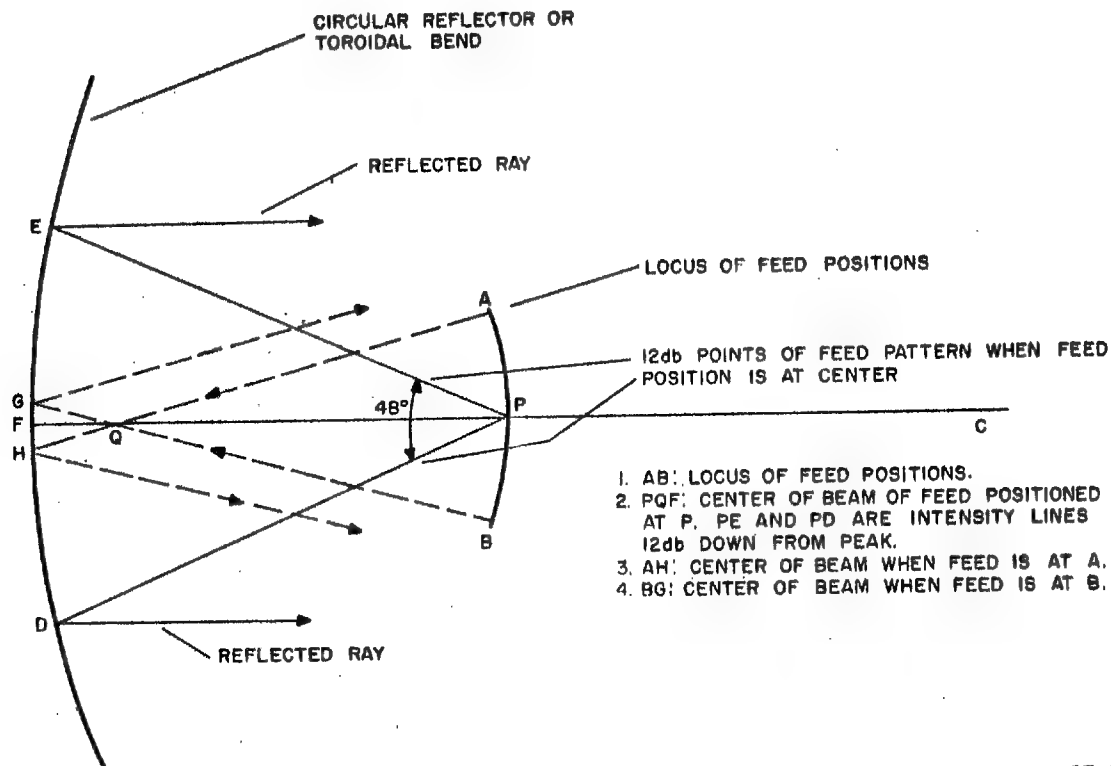 CIRCULAR REFLECTOR OR
TOROIDAL BEND
REFLECTED RAY
E
LOCUS OF FEED POSITIONS
A
12db POINTS OF FEED PATTERN WHEN FEED
POSITION IS AT CENTER
48°
G
F
H
Q
P
C
B
1. AB: LOCUS OF FEED POSITIONS.
2. PQF: CENTER OF BEAM OF FEED POSITIONED
AT P. PE AND PD ARE INTENSITY LINES
12db DOWN FROM PEAK.
3. AH: CENTER OF BEAM WHEN FEED IS AT A.
4. BG: CENTER OF BEAM WHEN FEED IS AT B.
D
REFLECTED RAY